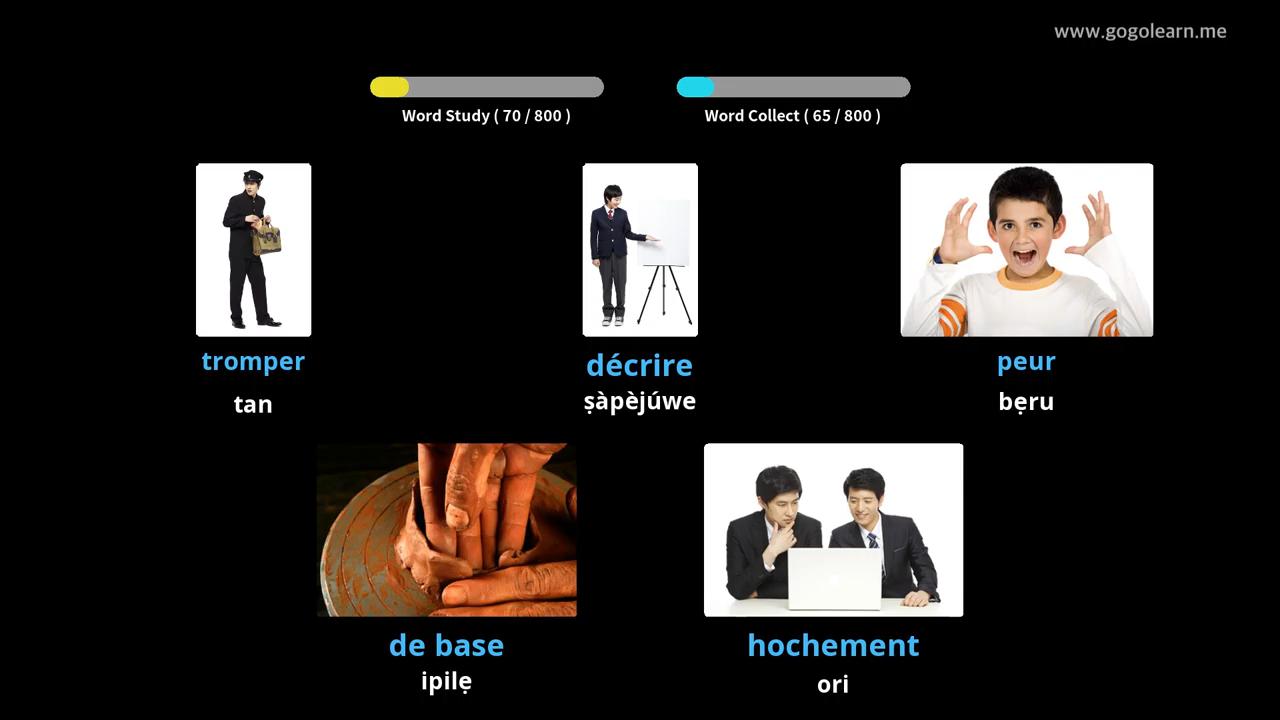 www.gogolearn.me
Word Study ( 70 / 800 )
Word Collect ( 65 / 800 )
tromper
tan
décrire
ṣàpèjúwe
peur
bẹru
de base
ipilẹ
hochement
ori